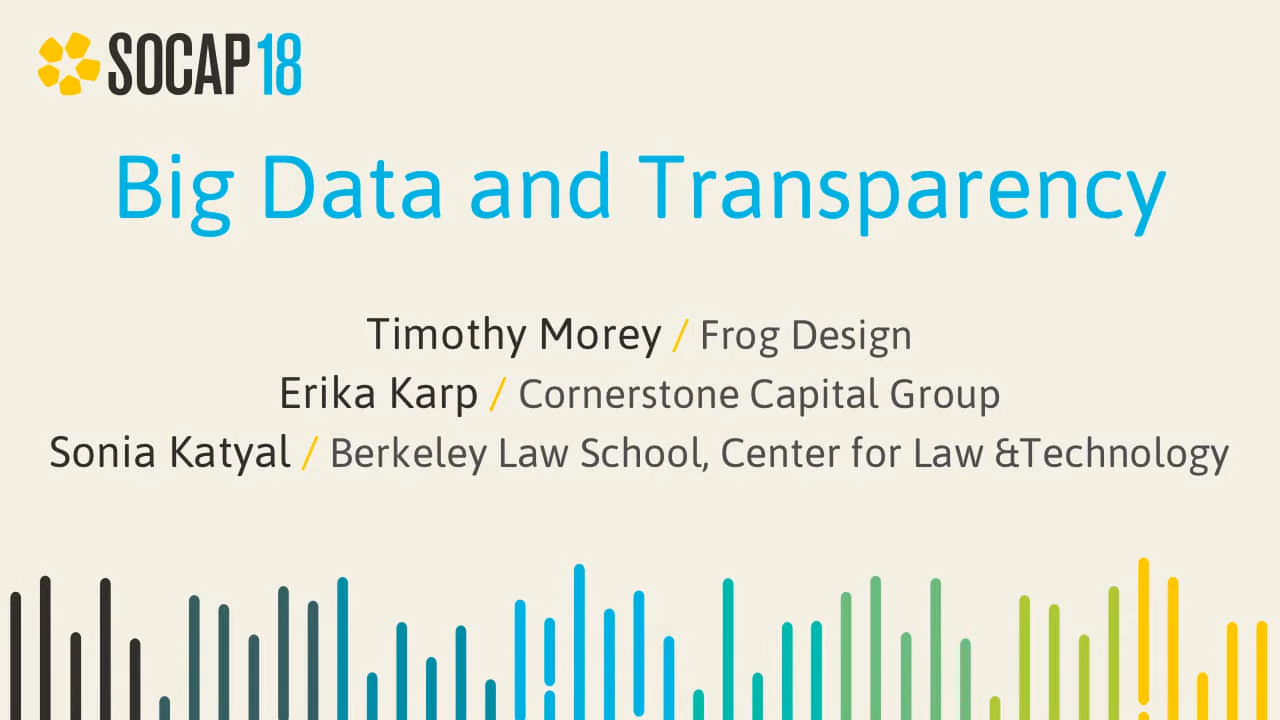 SOCAP18
Big Data and Transparency
Timothy Morey / Frog Design
Erika Karp / Cornerstone Capital Group
Sonia Katyal / Berkeley Law School, Center for Law &Technology